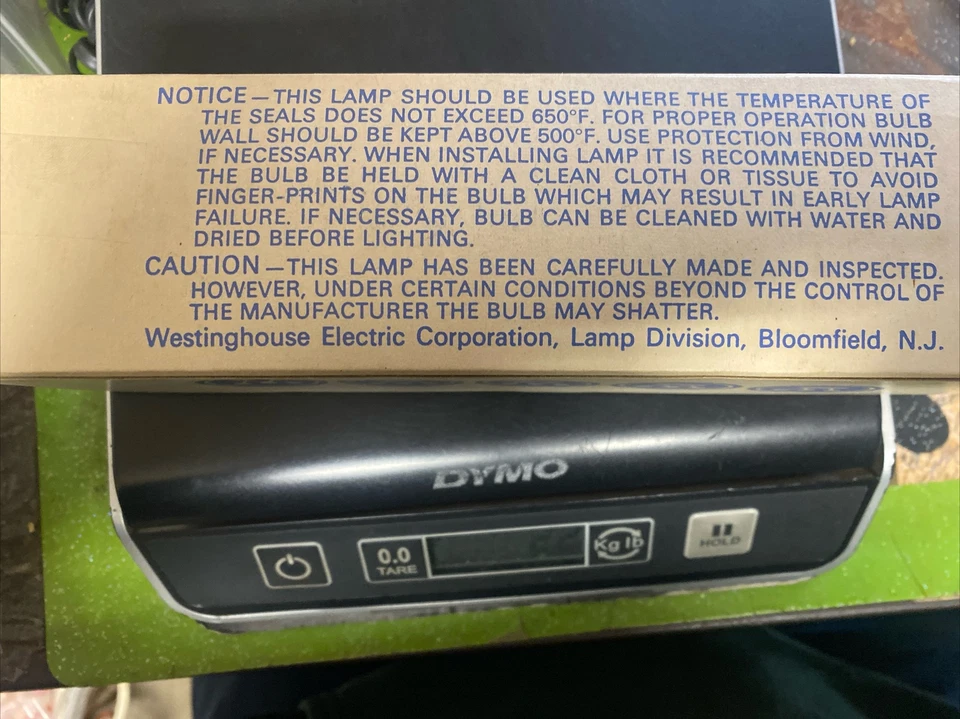 NOTICE — THIS LAMP SHOULD BE USED WHERE THE TEMPERATURE OF
THE SEALS DOES NOT EXCEED 650°F. FOR PROPER OPERATION BULB
WALL SHOULD BE KEPT ABOVE 500°F. USE PROTECTION FROM WIND,
IF NECESSARY. WHEN INSTALLING LAMP IT IS RECOMMENDED THAT
THE BULB BE HELD WITH A CLEAN CLOTH OR TISSUE TO AVOID
FINGER-PRINTS ON THE BULB WHICH MAY RESULT IN EARLY LAMP
FAILURE. IF NECESSARY, BULB CAN BE CLEANED WITH WATER AND
DRIED BEFORE LIGHTING.
CAUTION — THIS LAMP HAS BEEN CAREFULLY MADE AND INSPECTED.
HOWEVER, UNDER CERTAIN CONDITIONS BEYOND THE CONTROL OF
THE MANUFACTURER THE BULB MAY SHATTER.
Westinghouse Electric Corporation, Lamp Division, Bloomfield, N.J.
DYMO
0.0
TARE
Kg lb
HOLD